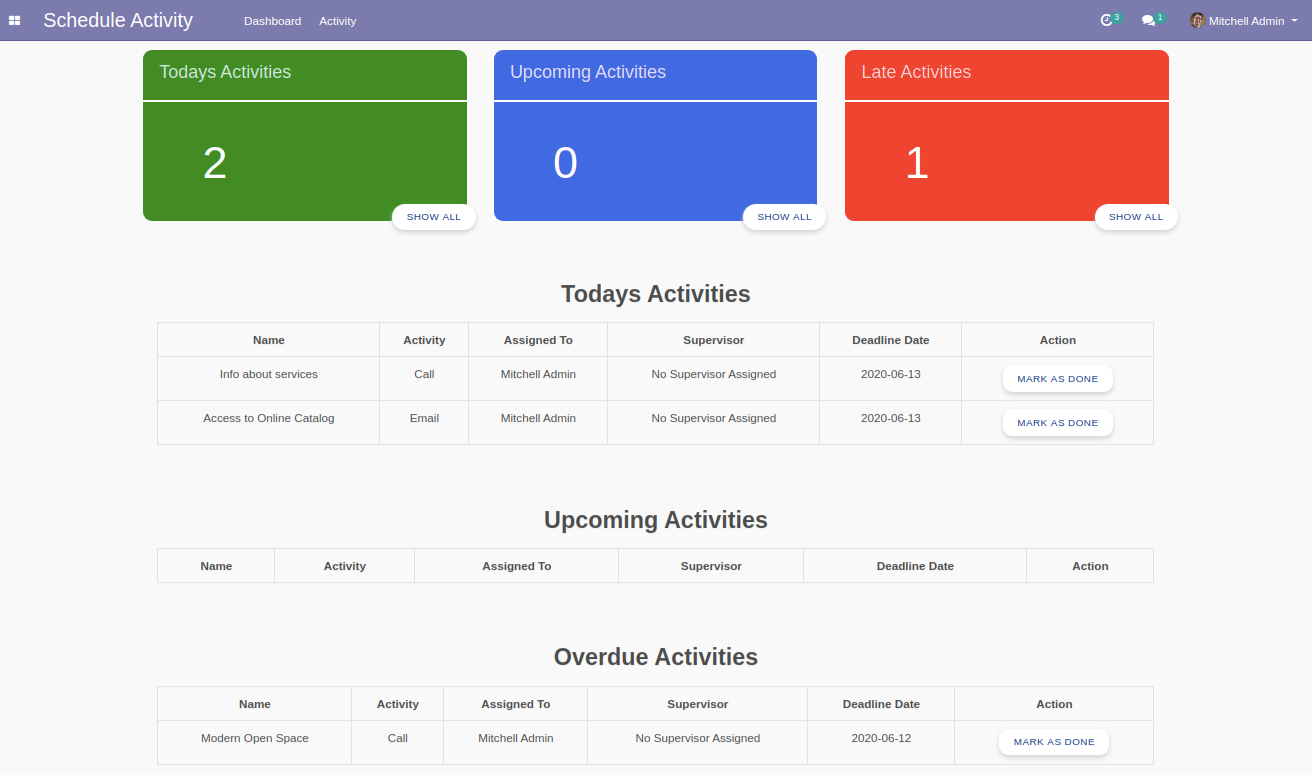 Schedule Activity Dashboard Activity 3 1 Mitchell Admin
Todays Activities Upcoming Activities Late Activities
2 0 1
SHOW ALL SHOW ALL SHOW ALL
Todays Activities
Name Activity Assigned To Supervisor Deadline Date Action
Info about services Call Mitchell Admin No Supervisor Assigned 2020-06-13 MARK AS DONE
Access to Online Catalog Email Mitchell Admin No Supervisor Assigned 2020-06-13 MARK AS DONE
Upcoming Activities
Name Activity Assigned To Supervisor Deadline Date Action
Overdue Activities
Name Activity Assigned To Supervisor Deadline Date Action
Modern Open Space Call Mitchell Admin No Supervisor Assigned 2020-06-12 MARK AS DONE